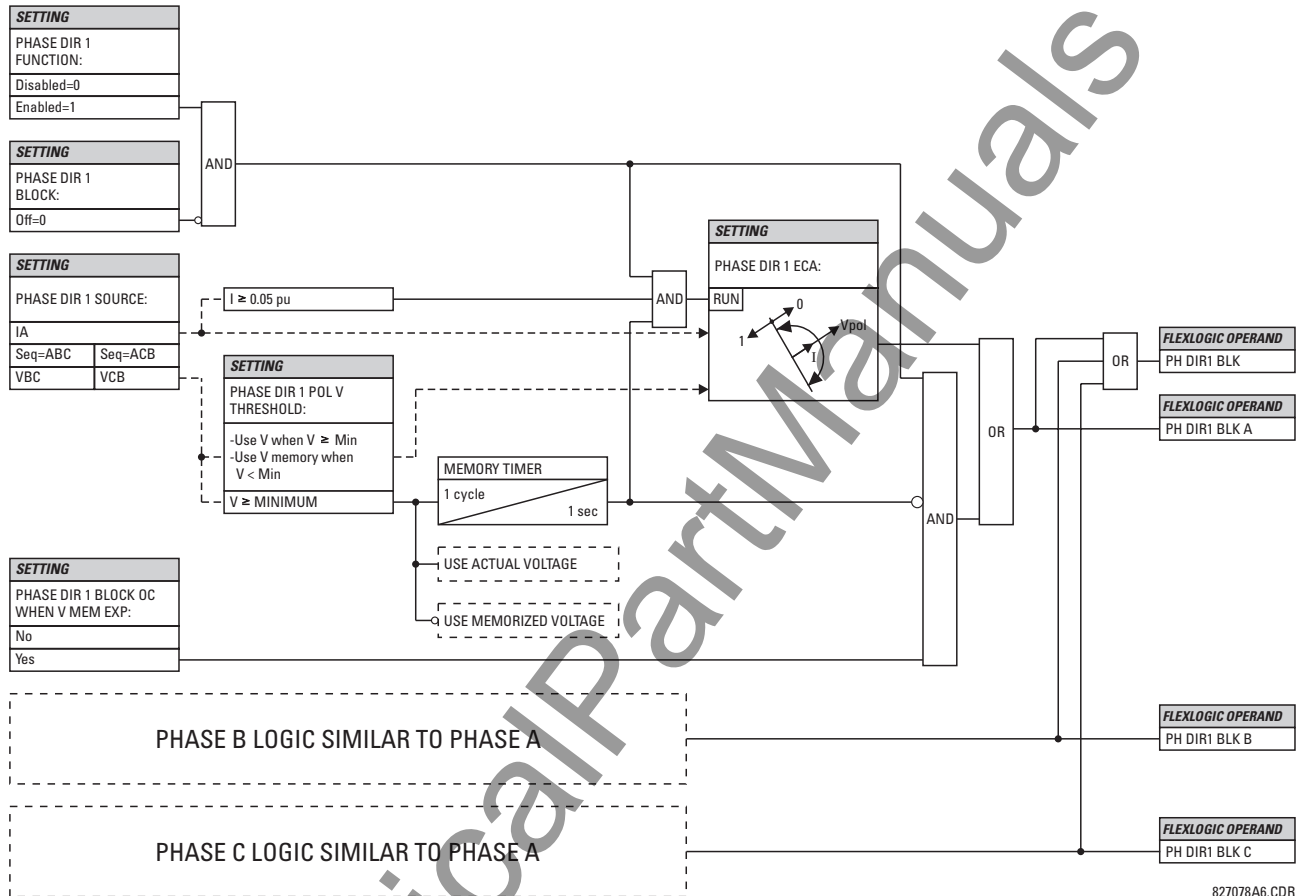 SETTING
PHASE DIR 1
FUNCTION:
Disabled=0
Enabled=1
AND
SETTING
PHASE DIR 1
BLOCK:
Off=0
SETTING
PHASE DIR 1 SOURCE:
IA
Seq=ABC Seq=ACB
VBC VCB
I ≥ 0.05 pu
SETTING
PHASE DIR 1 POL V
THRESHOLD:
-Use V when V ≥ Min
-Use V memory when
V < Min
V ≥ MINIMUM
MEMORY TIMER
1 cycle
1 sec
USE ACTUAL VOLTAGE
USE MEMORIZED VOLTAGE
AND
SETTING
PHASE DIR 1 ECA:
RUN
0
1
Vpol
I
AND
OR
OR
FLEXLOGIC OPERAND
PH DIR1 BLK
FLEXLOGIC OPERAND
PH DIR1 BLK A
SETTING
PHASE DIR 1 BLOCK OC
WHEN V MEM EXP:
No
Yes
PHASE B LOGIC SIMILAR TO PHASE A
FLEXLOGIC OPERAND
PH DIR1 BLK B
PHASE C LOGIC SIMILAR TO PHASE A
FLEXLOGIC OPERAND
PH DIR1 BLK C
827078A6.CDR
icalPartManuals